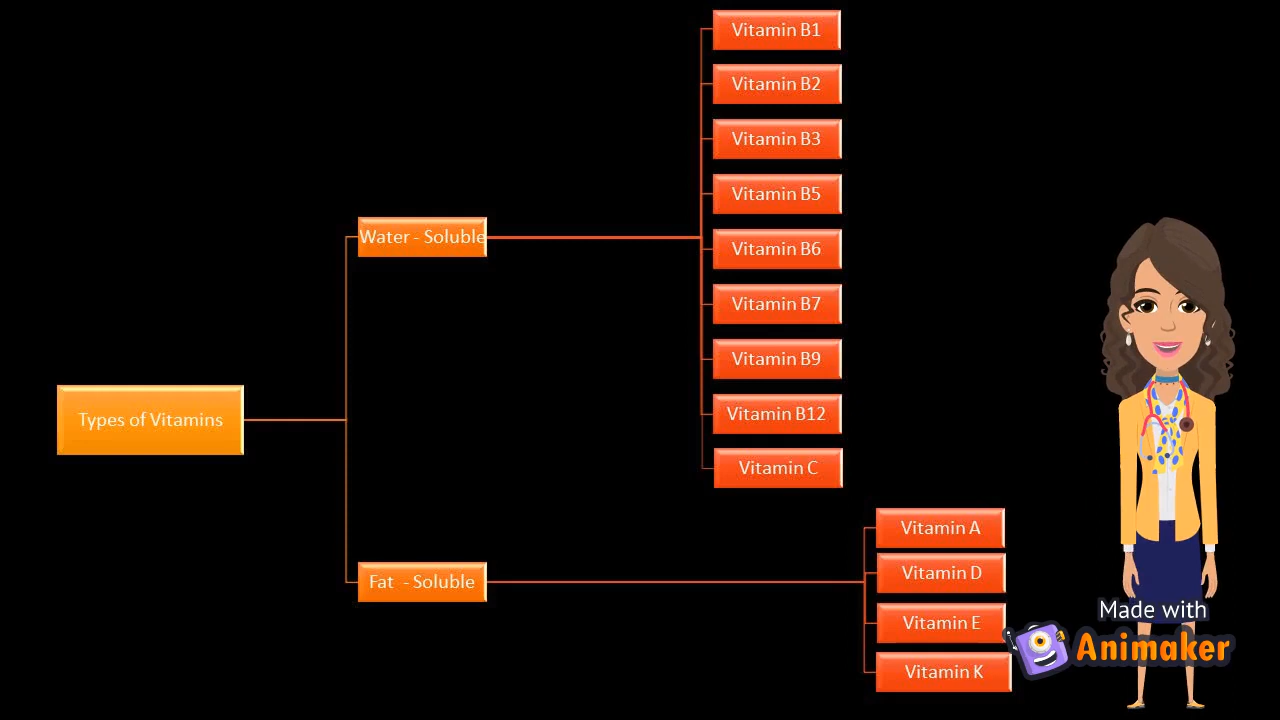 Types of Vitamins
Water - Soluble
Vitamin B1
Vitamin B2
Vitamin B3
Vitamin B5
Vitamin B6
Vitamin B7
Vitamin B9
Vitamin B12
Vitamin C
Fat  - Soluble
Vitamin A
Vitamin D
Vitamin E
Vitamin K
Made with
Animaker